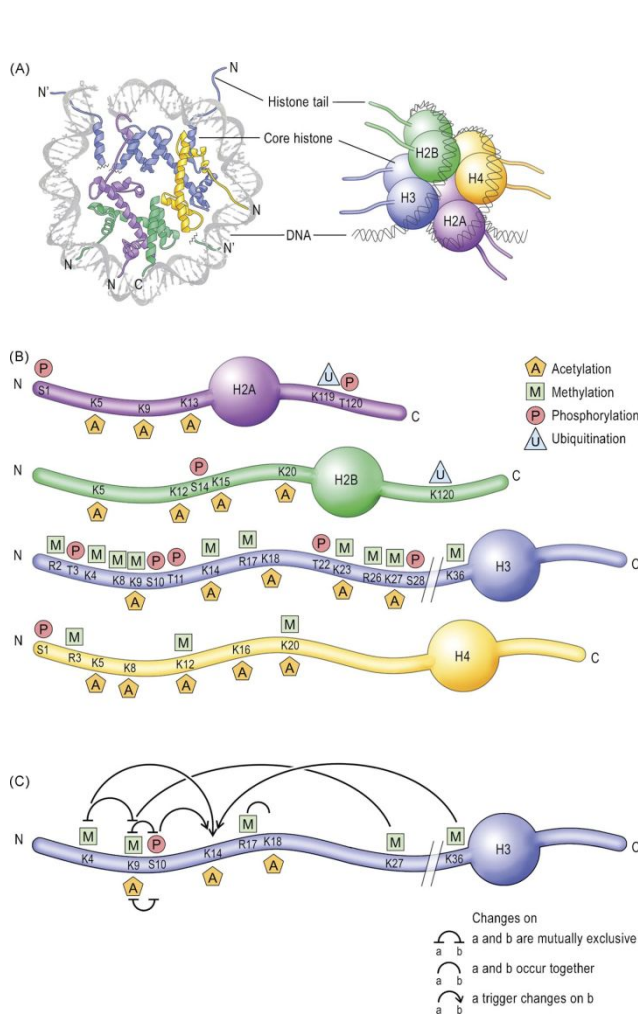 (A)
N
N'
Histone tail
Core histone
H2B
H4
H3
H2A
N
N'
DNA
N
N
C
(B)
N
P
S1
K5
K9
K13
H2A
U
P
K119
T120
C
A
A
A
A Acetylation
M Methylation
P Phosphorylation
U Ubiquitination
N
P
K5
K12
S14
K15
K20
H2B
U
K120
C
A
A
A
A
N
M P M M M P P M M P M M M P M
R2 T3 K4 K8 K9 S10 T11 K14 R17 K18 T22 K23 R26 K27 S28 K36
H3
C
A A A A A
N
P M M M
S1 R3 K5 K8 K12 K16 K20
H4
C
A A A A A
(C)
N
M M P M M M
K4 K9 S10 K14 R17 K18 K27 K36
H3
C
A A A
Changes on
a and b are mutually exclusive
a b
a and b occur together
a b
a trigger changes on b
a b